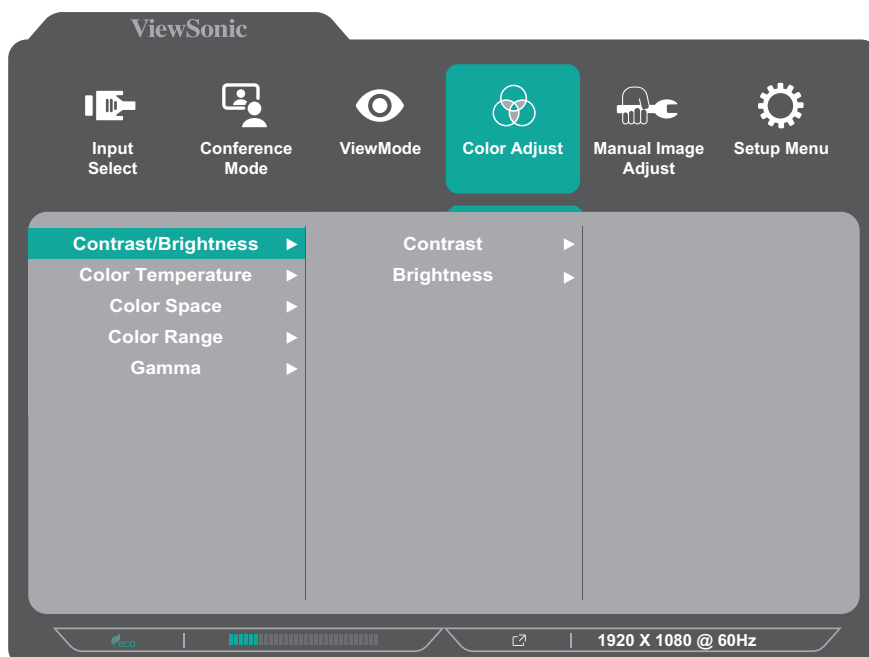 ViewSonic
Input
Select
Conference
Mode
ViewMode
Color Adjust
Manual Image
Adjust
Setup Menu
Contrast/Brightness
Color Temperature
Color Space
Color Range
Gamma
Contrast
Brightness
eco
1920 X 1080 @ 60Hz